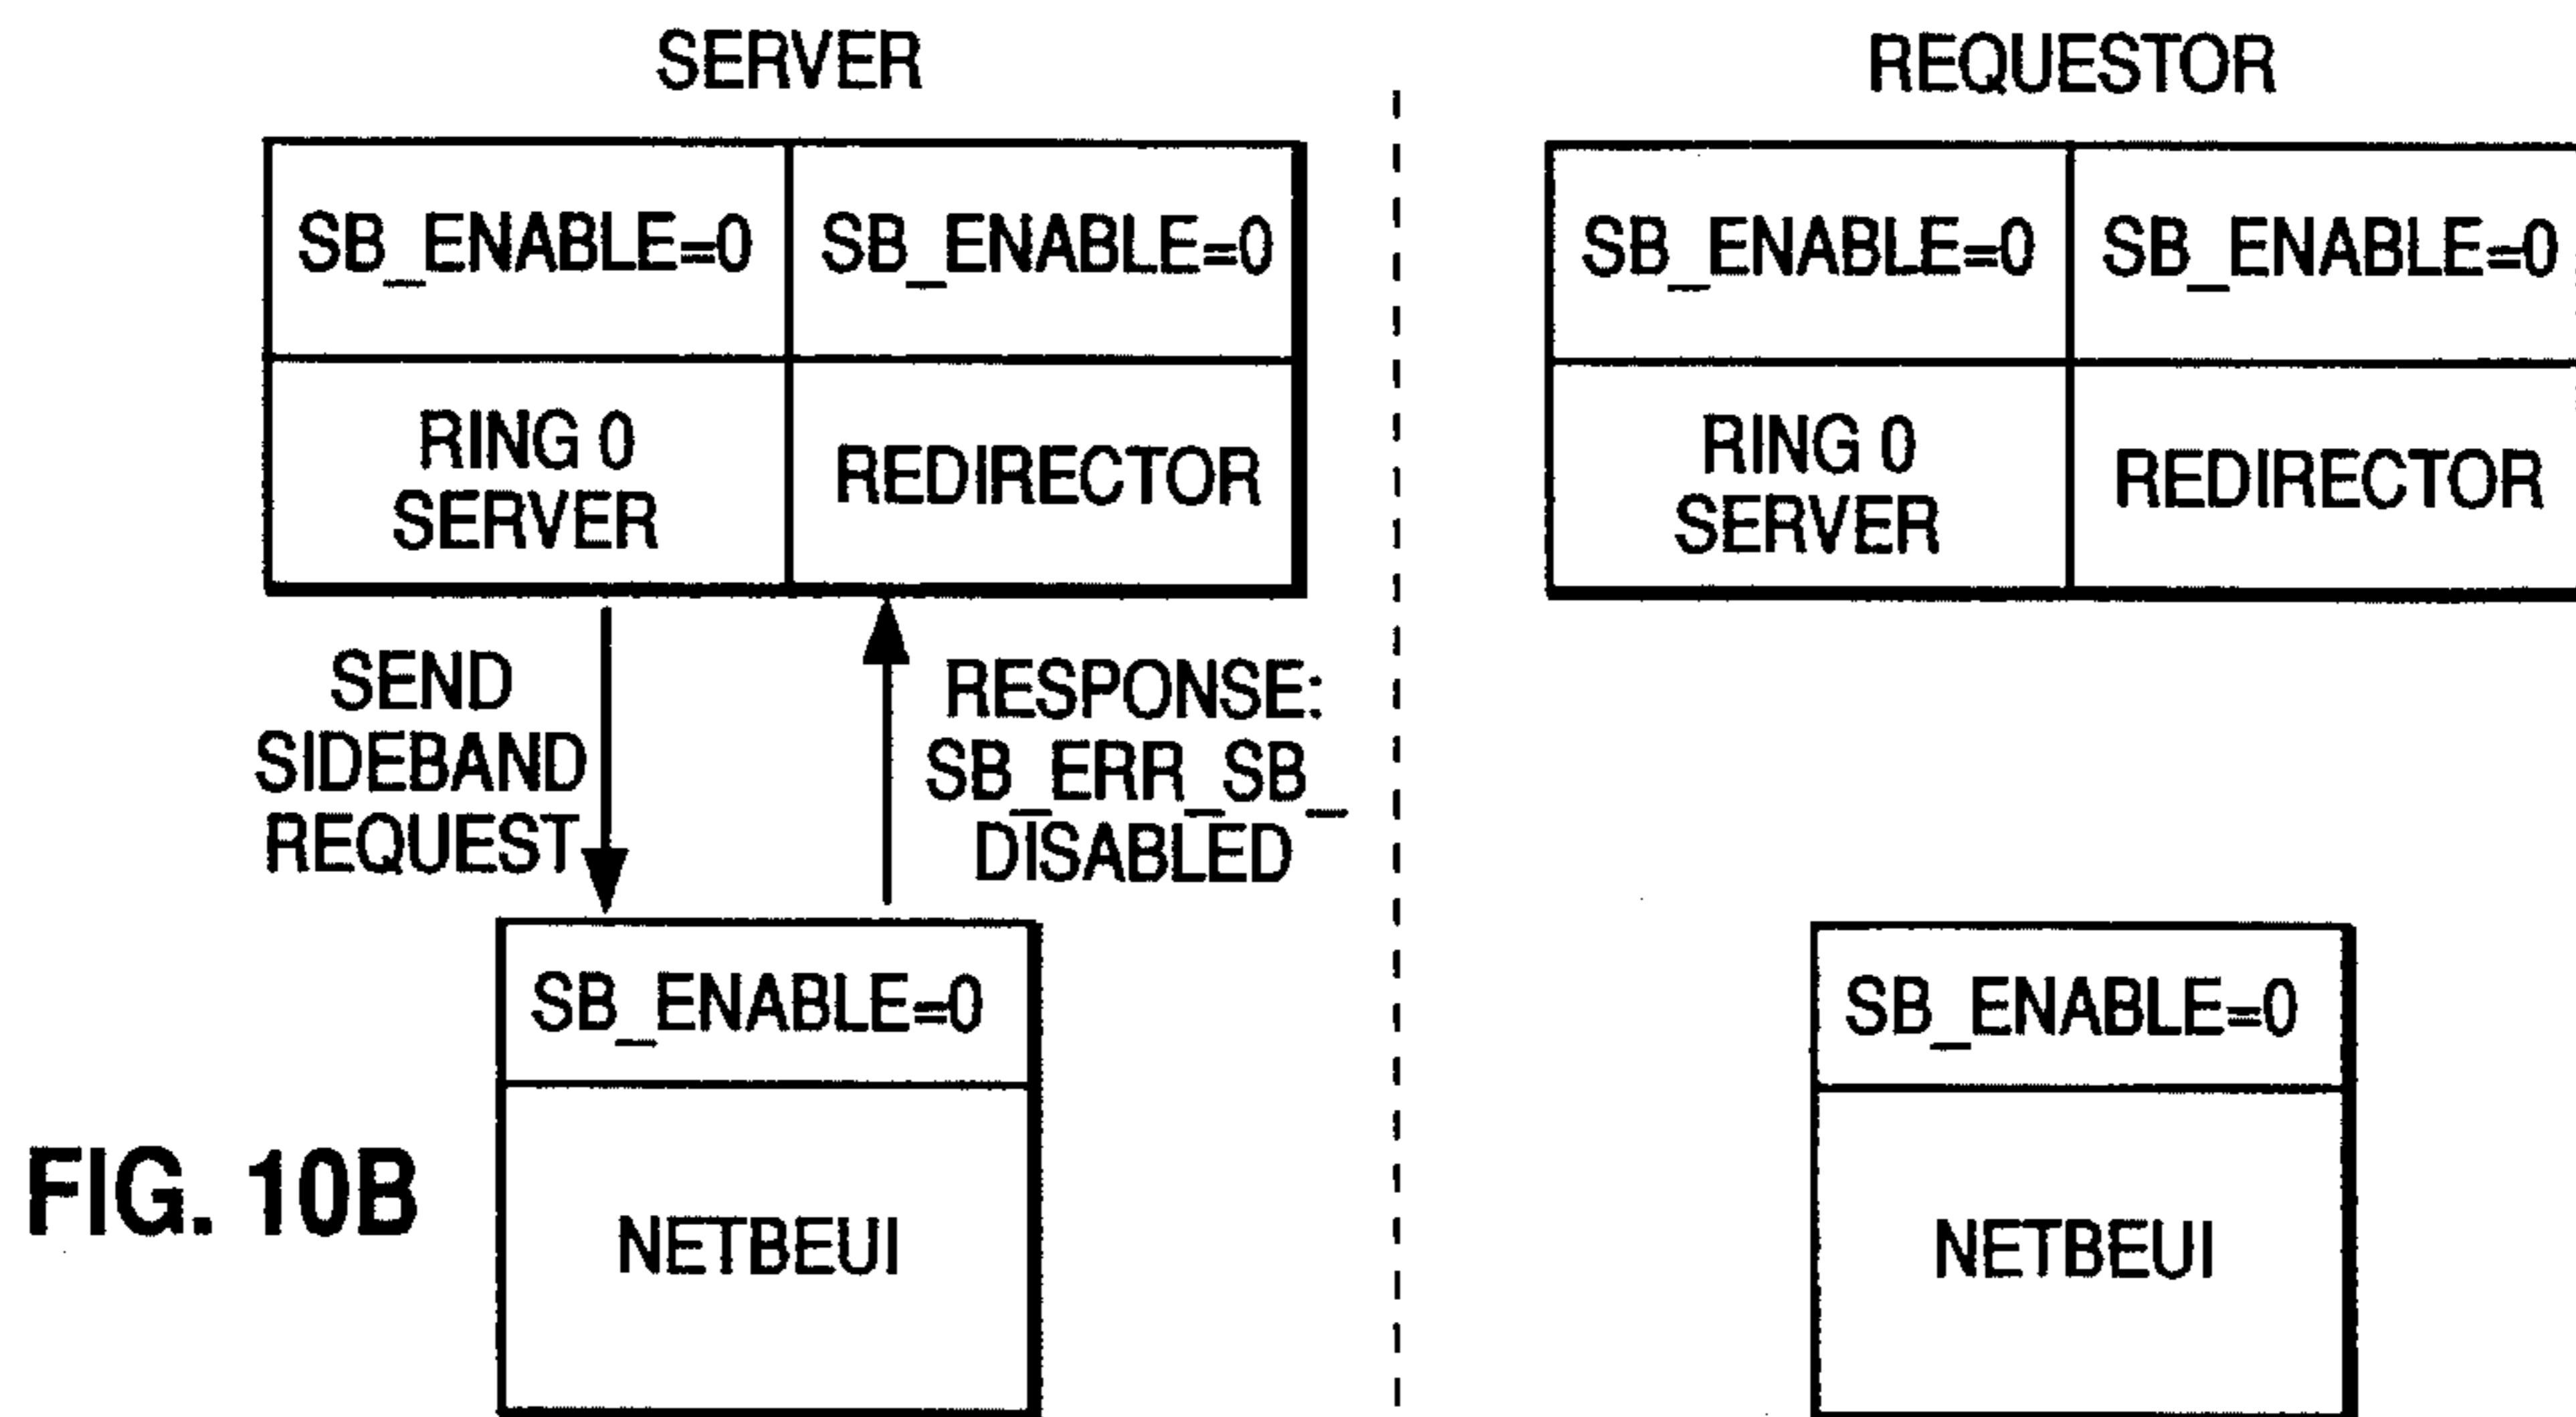 SERVER
SB_ENABLE=0
SB_ENABLE=0
RING 0
SERVER
REDIRECTOR
SEND
SIDEBAND
REQUEST
RESPONSE:
SB_ERR_SB_
DISABLED
SB_ENABLE=0
NETBEUI
REQUESTOR
SB_ENABLE=0
SB_ENABLE=0
RING 0
SERVER
REDIRECTOR
SB_ENABLE=0
NETBEUI
FIG. 10B